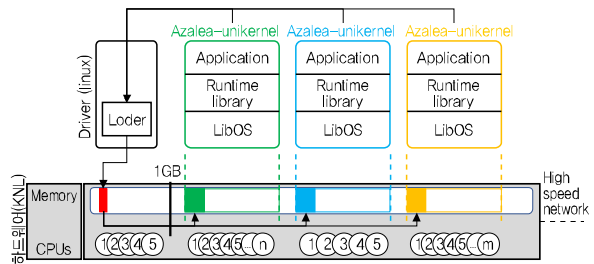 Azalea-unikernel Azalea-unikernel Azalea-unikernel
Driver (linux)
Loder
Application
Runtime
library
LibOS
Application
Runtime
library
LibOS
Application
Runtime
library
LibOS
1GB
High
speed
network
하드웨어(KNL)
Memory
CPUs
1 2 3 4 5
1 2 3 4 5 ... n
1 2 3 4 5
1 2 3 4 5 ... m